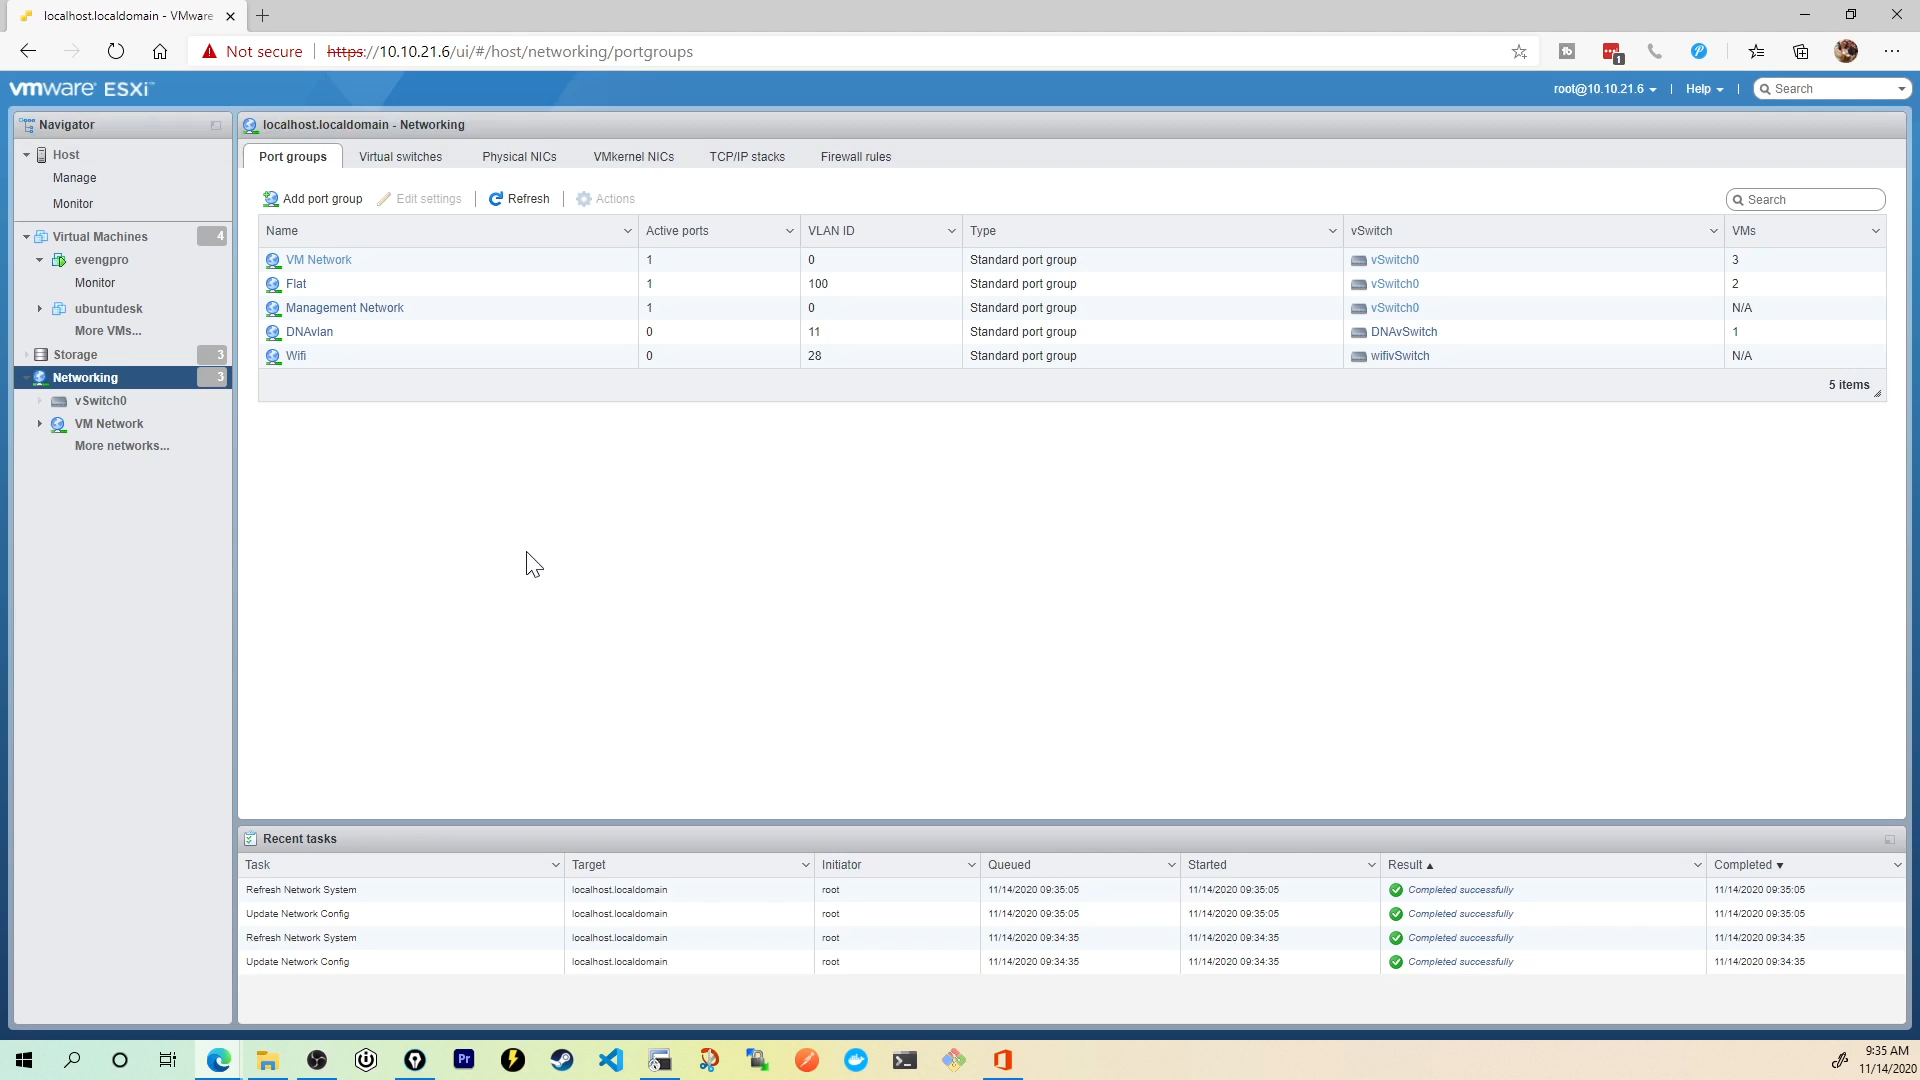 localhost.localdomain - VMware
Not secure https://10.10.21.6/ui/#/host/networking/portgroups
1
vmware ESXi™
root@10.10.21.6 | Help | Search
Navigator
Host
Manage
Monitor
Virtual Machines 4
evengpro
Monitor
ubuntudesk
More VMs...
Storage 3
Networking 3
vSwitch0
VM Network
More networks...
localhost.localdomain - Networking
Port groups Virtual switches Physical NICs VMkernel NICs TCP/IP stacks Firewall rules
Add port group Edit settings | Refresh | Actions Search
Name Active ports VLAN ID Type vSwitch VMs
VM Network 1 0 Standard port group vSwitch0 3
Flat 1 100 Standard port group vSwitch0 2
Management Network 1 0 Standard port group vSwitch0 N/A
DNAvlan 0 11 Standard port group DNAvSwitch 1
Wifi 0 28 Standard port group wifivSwitch N/A
5 items
Recent tasks
Task Target Initiator Queued Started Result Completed
Refresh Network System localhost.localdomain root 11/14/2020 09:35:05 11/14/2020 09:35:05 Completed successfully 11/14/2020 09:35:05
Update Network Config localhost.localdomain root 11/14/2020 09:35:05 11/14/2020 09:35:05 Completed successfully 11/14/2020 09:35:05
Refresh Network System localhost.localdomain root 11/14/2020 09:34:35 11/14/2020 09:34:35 Completed successfully 11/14/2020 09:34:35
Update Network Config localhost.localdomain root 11/14/2020 09:34:35 11/14/2020 09:34:35 Completed successfully 11/14/2020 09:34:35
Pr
9:35 AM
11/14/2020